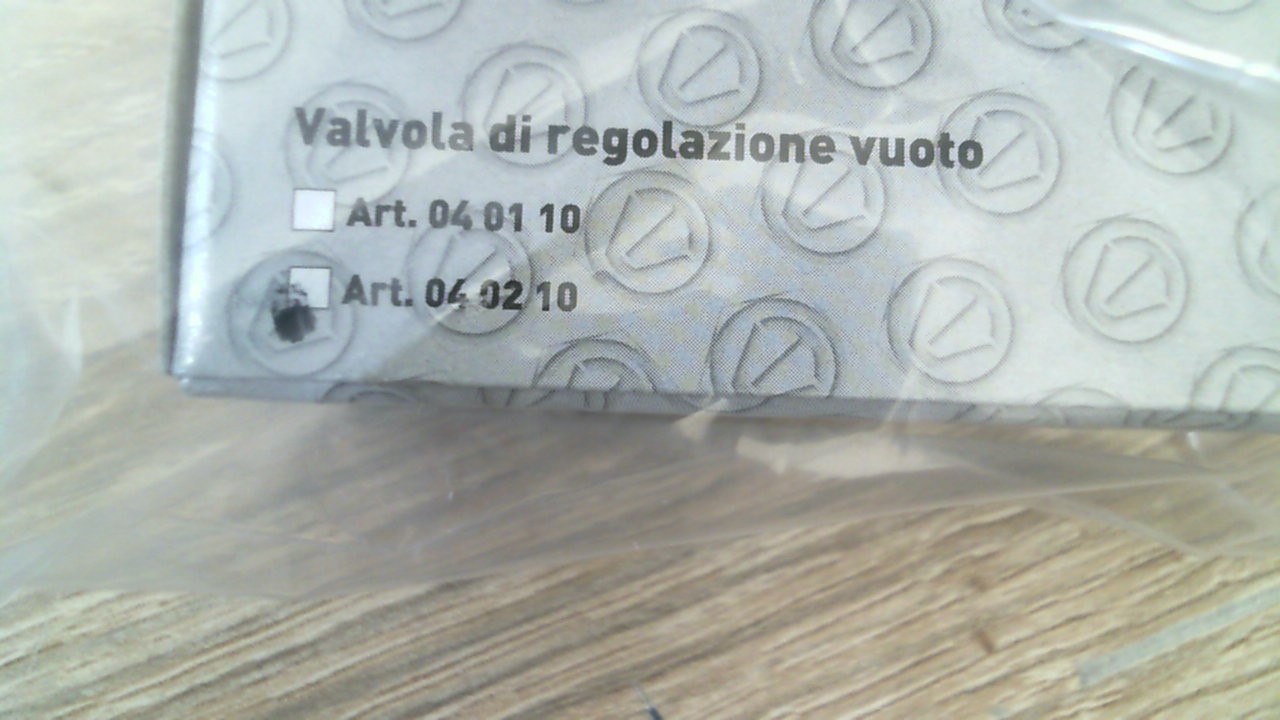 Valvola di regolazione vuoto
Art. 04 01 10
Art. 04 02 10